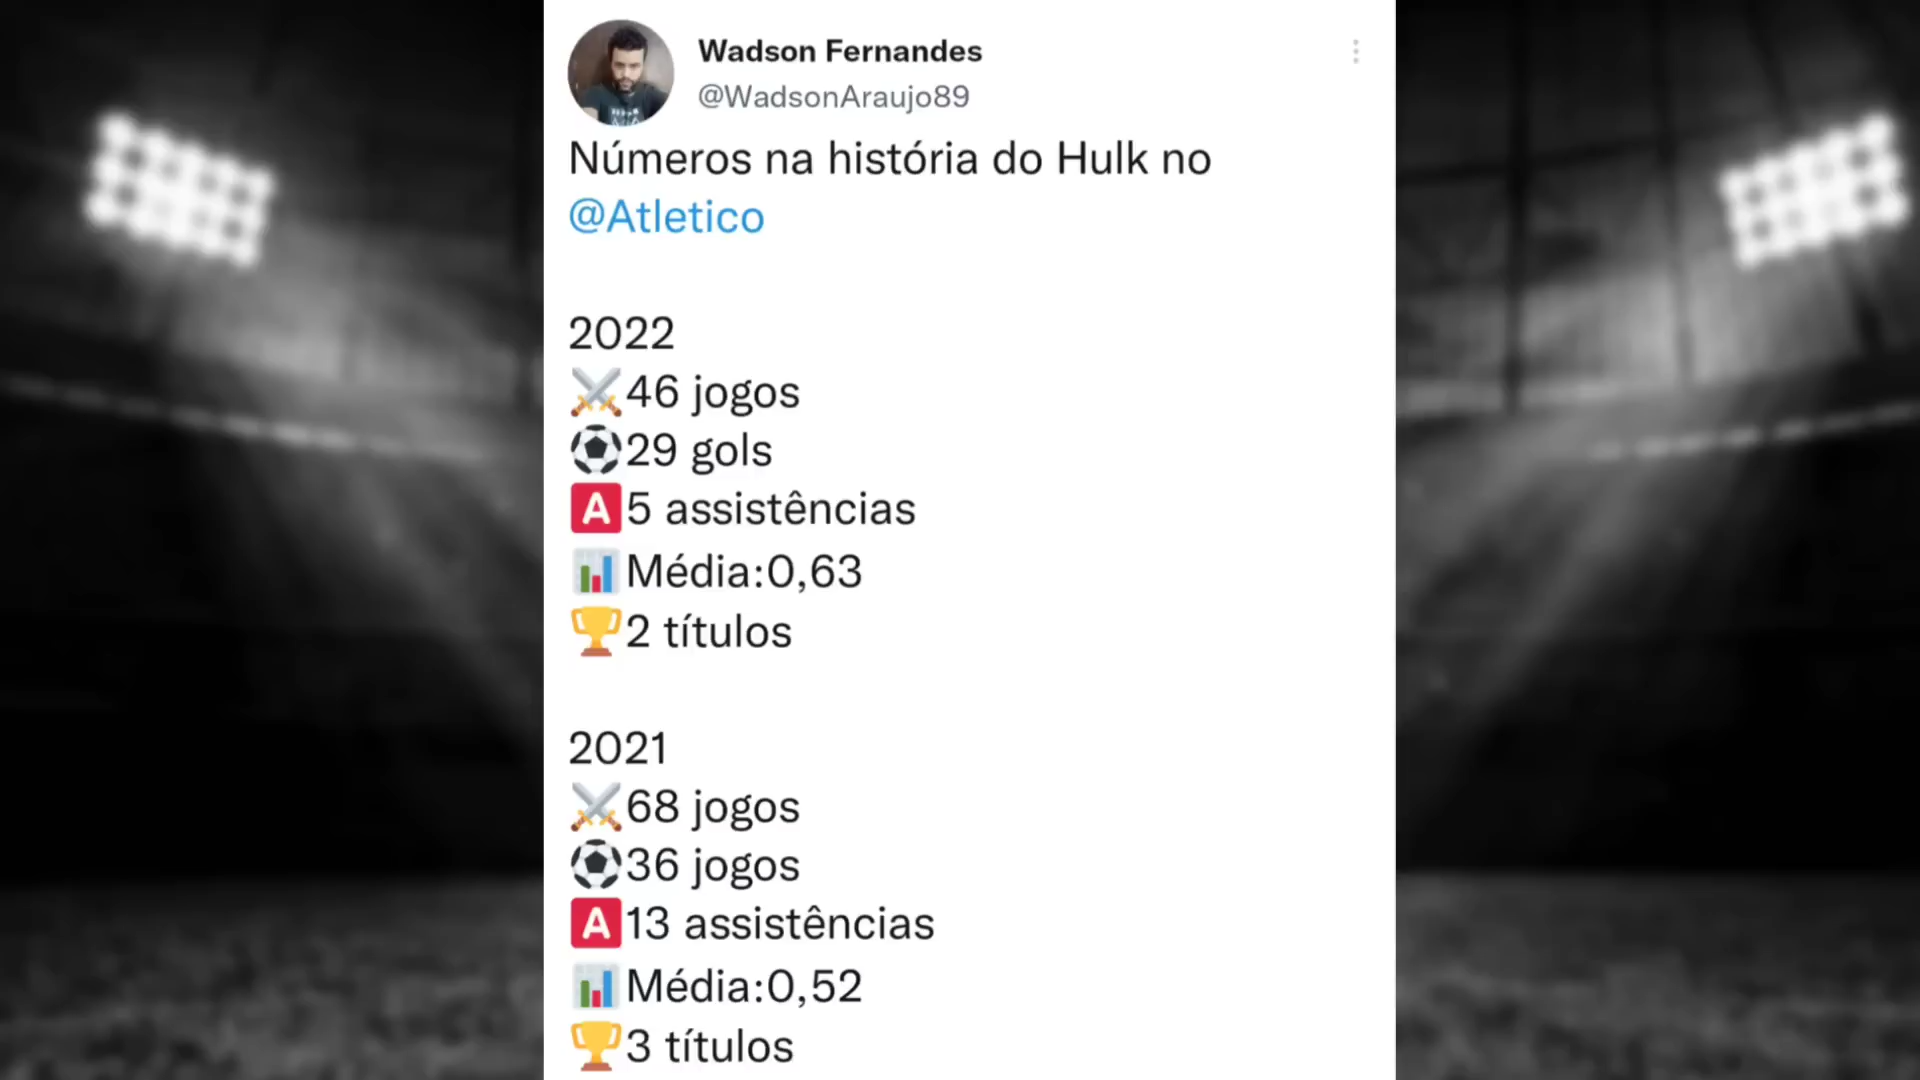 Wadson Fernandes
@WadsonAraujo89
Números na história do Hulk no
@Atletico
2022
⚔️46 jogos
⚽29 gols
🅰️5 assistências
📊Média:0,63
🏆2 títulos
2021
⚔️68 jogos
⚽36 jogos
🅰️13 assistências
📊Média:0,52
🏆3 títulos